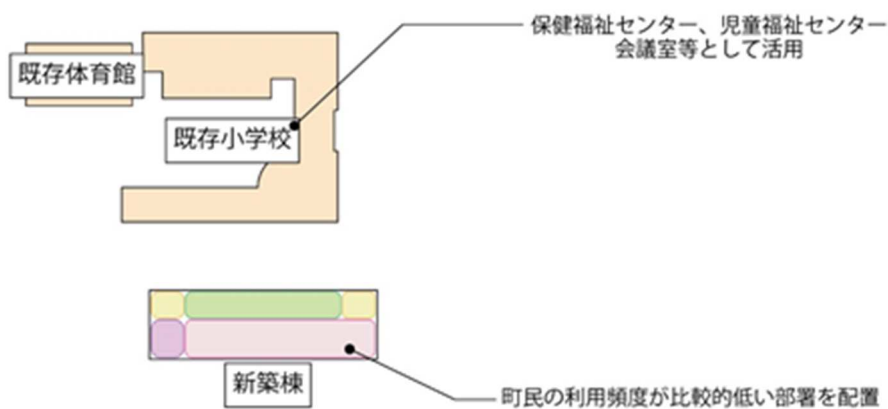 保健福祉センター、児童福祉センター
会議室等として活用
既存体育館
既存小学校
新築棟
町民の利用頻度が比較的低い部署を配置